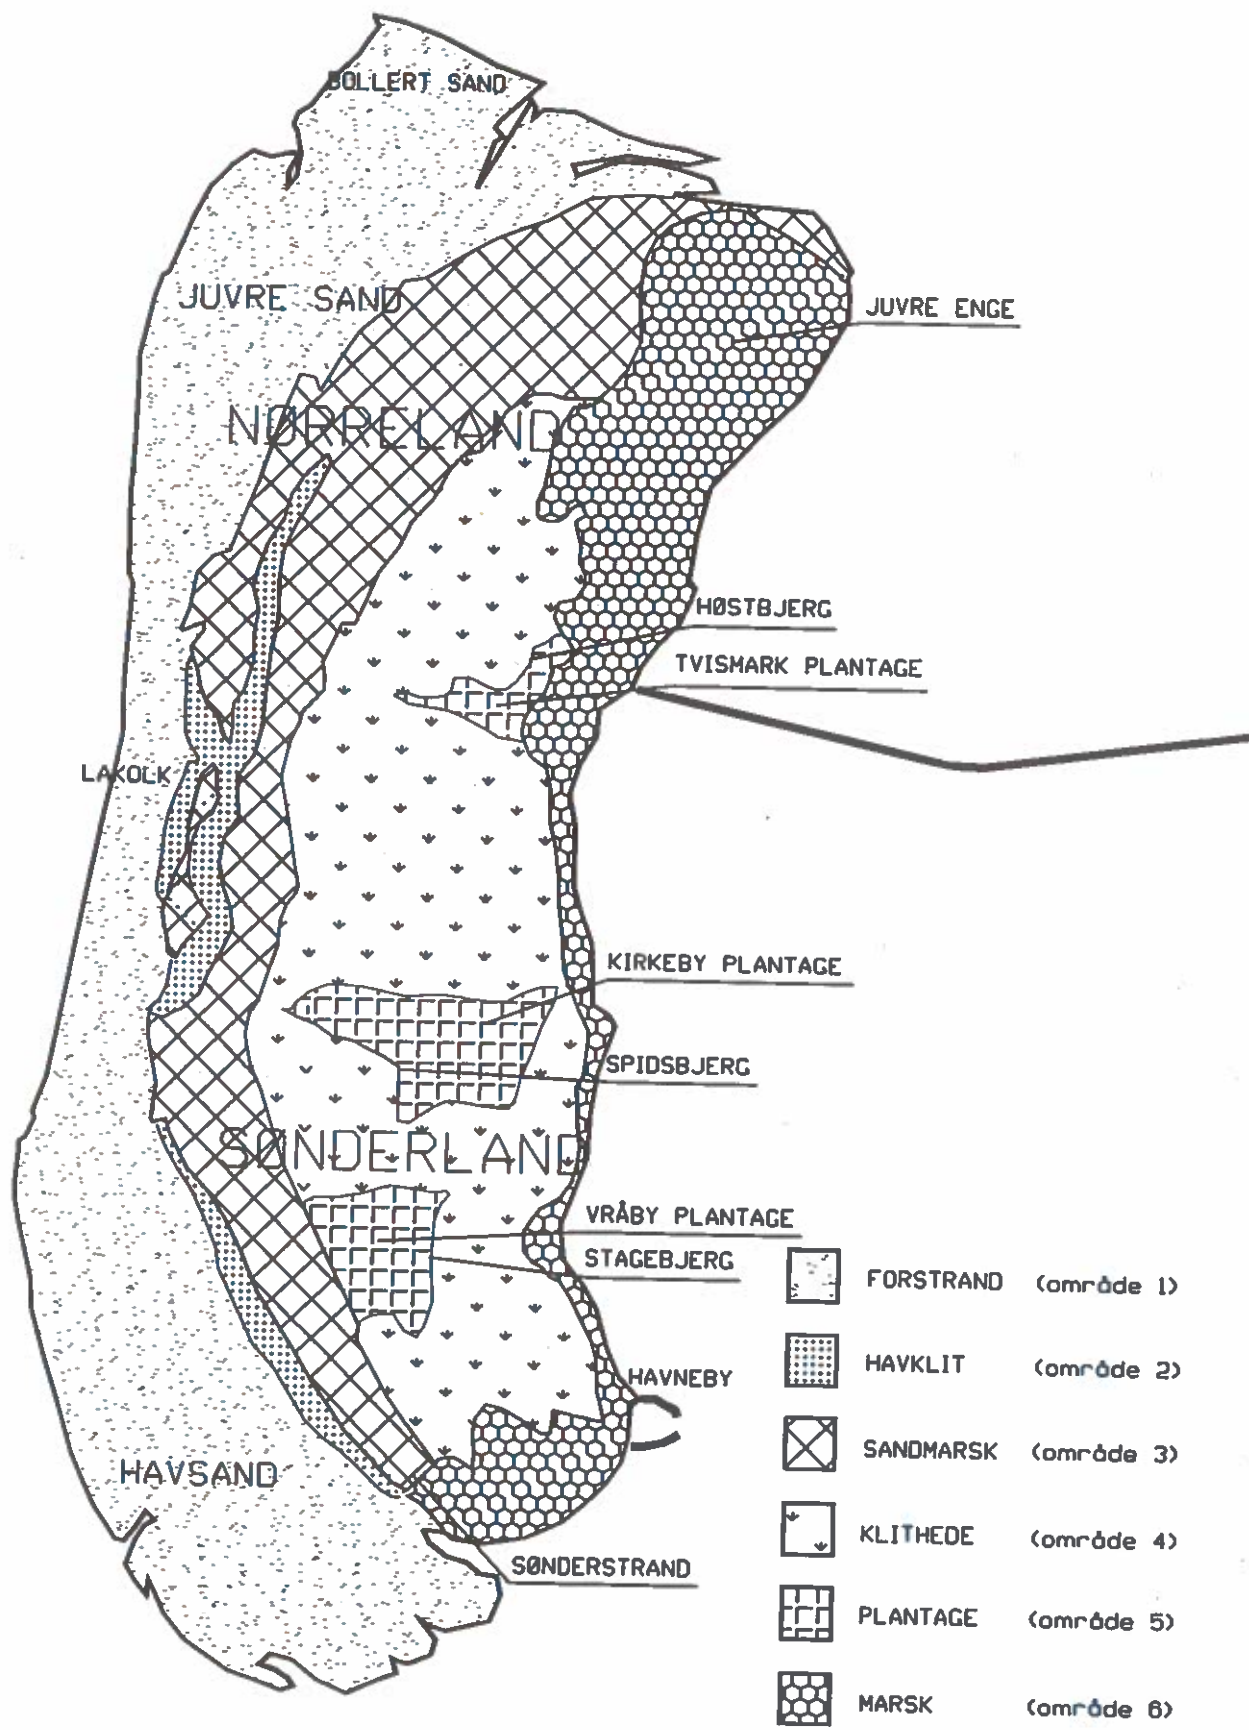 BOLLERT SAND
JUVRE SAND
JUVRE ENGE
NØRRELAND
HØSTBJERG
TVISMARK PLANTAGE
LAKOLK
KIRKEBY PLANTAGE
SPIDSBJERG
SØNDERLAND
VRÅBY PLANTAGE
STAGEBJERG
FORSTRAND (område 1)
HAVKLIT (område 2)
HAVNEBY
SANDMARSK (område 3)
HAVSAND
KLITHEDE (område 4)
SØNDERSTRAND
PLANTAGE (område 5)
MARSK (område 6)